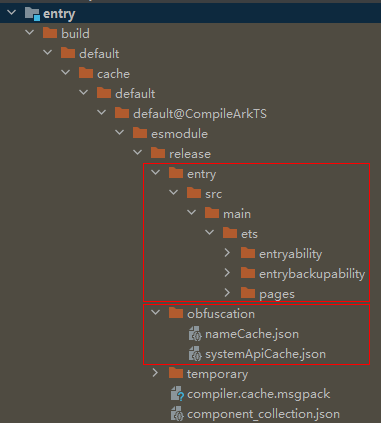 entry
build
default
cache
default
default@CompileArkTS
esmodule
release
entry
src
main
ets
entryability
entrybackupability
pages
obfuscation
nameCache.json
systemApiCache.json
temporary
compiler.cache.msgpack
component_collection.json